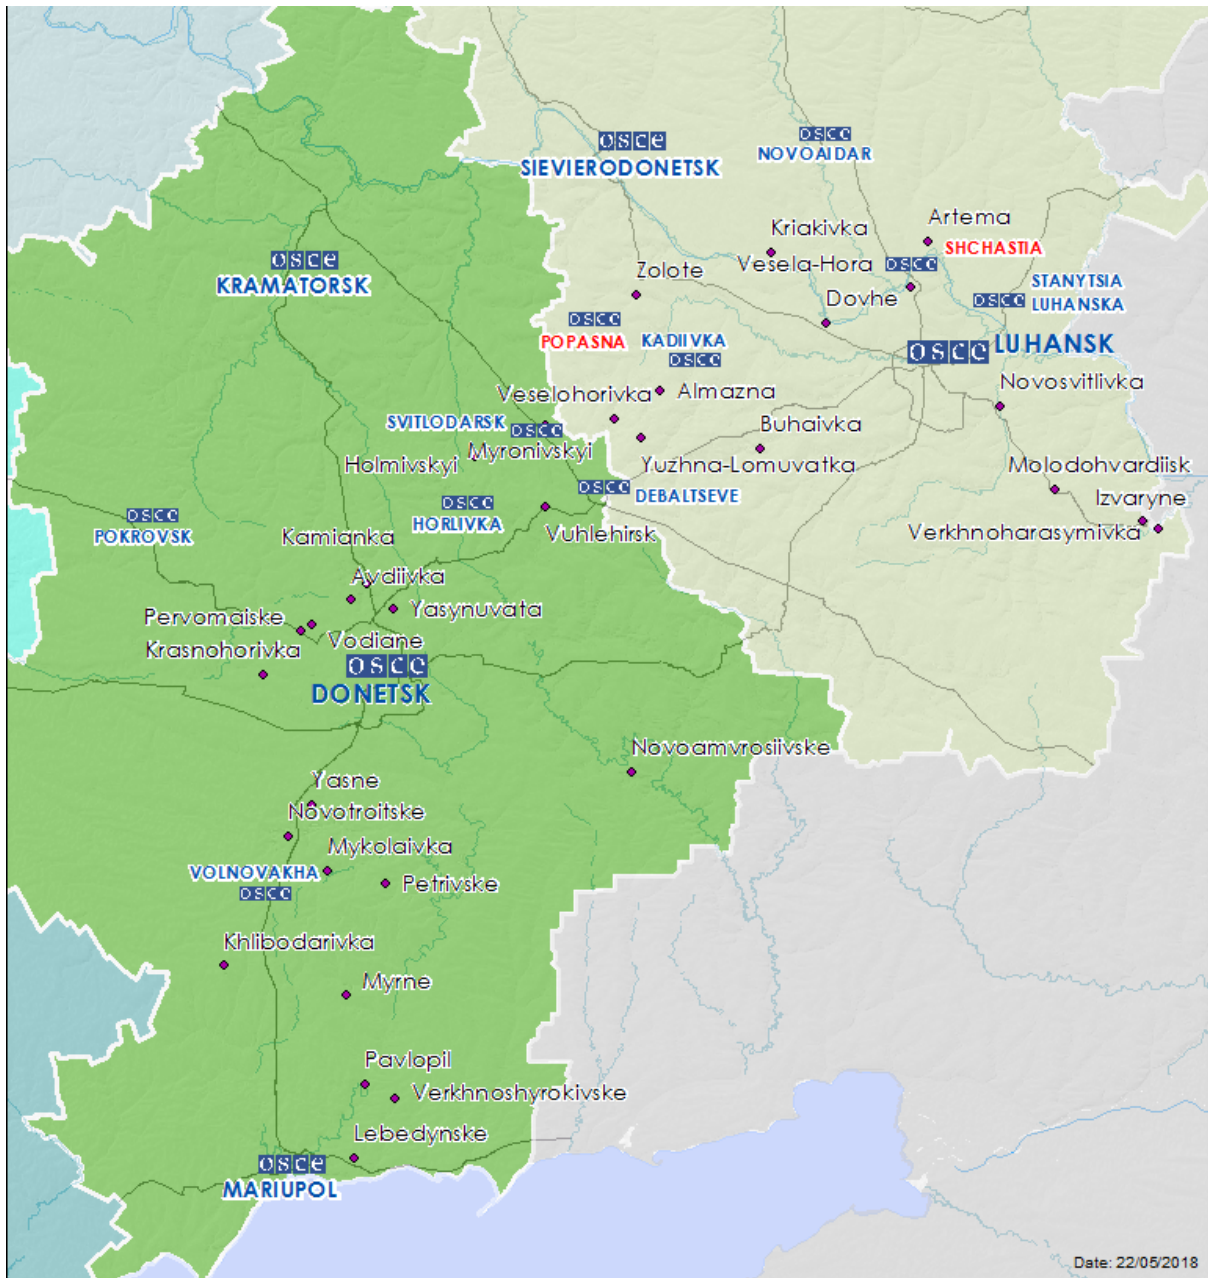 osce
SIEVIERODONETSK
osce
NOVOAIDAR
Artema
Kriakivka
SHCHASTIA
osce
KRAMATORSK
Zolote
Vesela-Hora
osce
STANYTSIA
LUHANSKA
osce
Dovhe
osce
POPASNA
KADIIVKA
osce
osce
LUHANSK
Novosvitlivka
Veselohorivka
Almazna
SVITLODARSK
osce
Buhaivka
Holmivskyi
Myronivskyi
Yuzhna-Lomuvatka
Molodohvardiisk
osce
DEBALTSEVE
Izvaryne
osce
HORLIVKA
osce
POKROVSK
Vuhlehirsk
Verkhnoharasymivka
Kamianka
Avdiivka
Yasynuvata
Pervomaiske
Vodiane
Krasnohorivka
osce
DONETSK
Novoamvrosiivske
Yasne
Novotroitske
Mykolaivka
VOLNOVAKHA
osce
Petrivske
Khlibodarivka
Myrne
Pavlopil
Verkhnoshyrokivske
Lebedynske
osce
MARIUPOL
Date: 22/05/2018